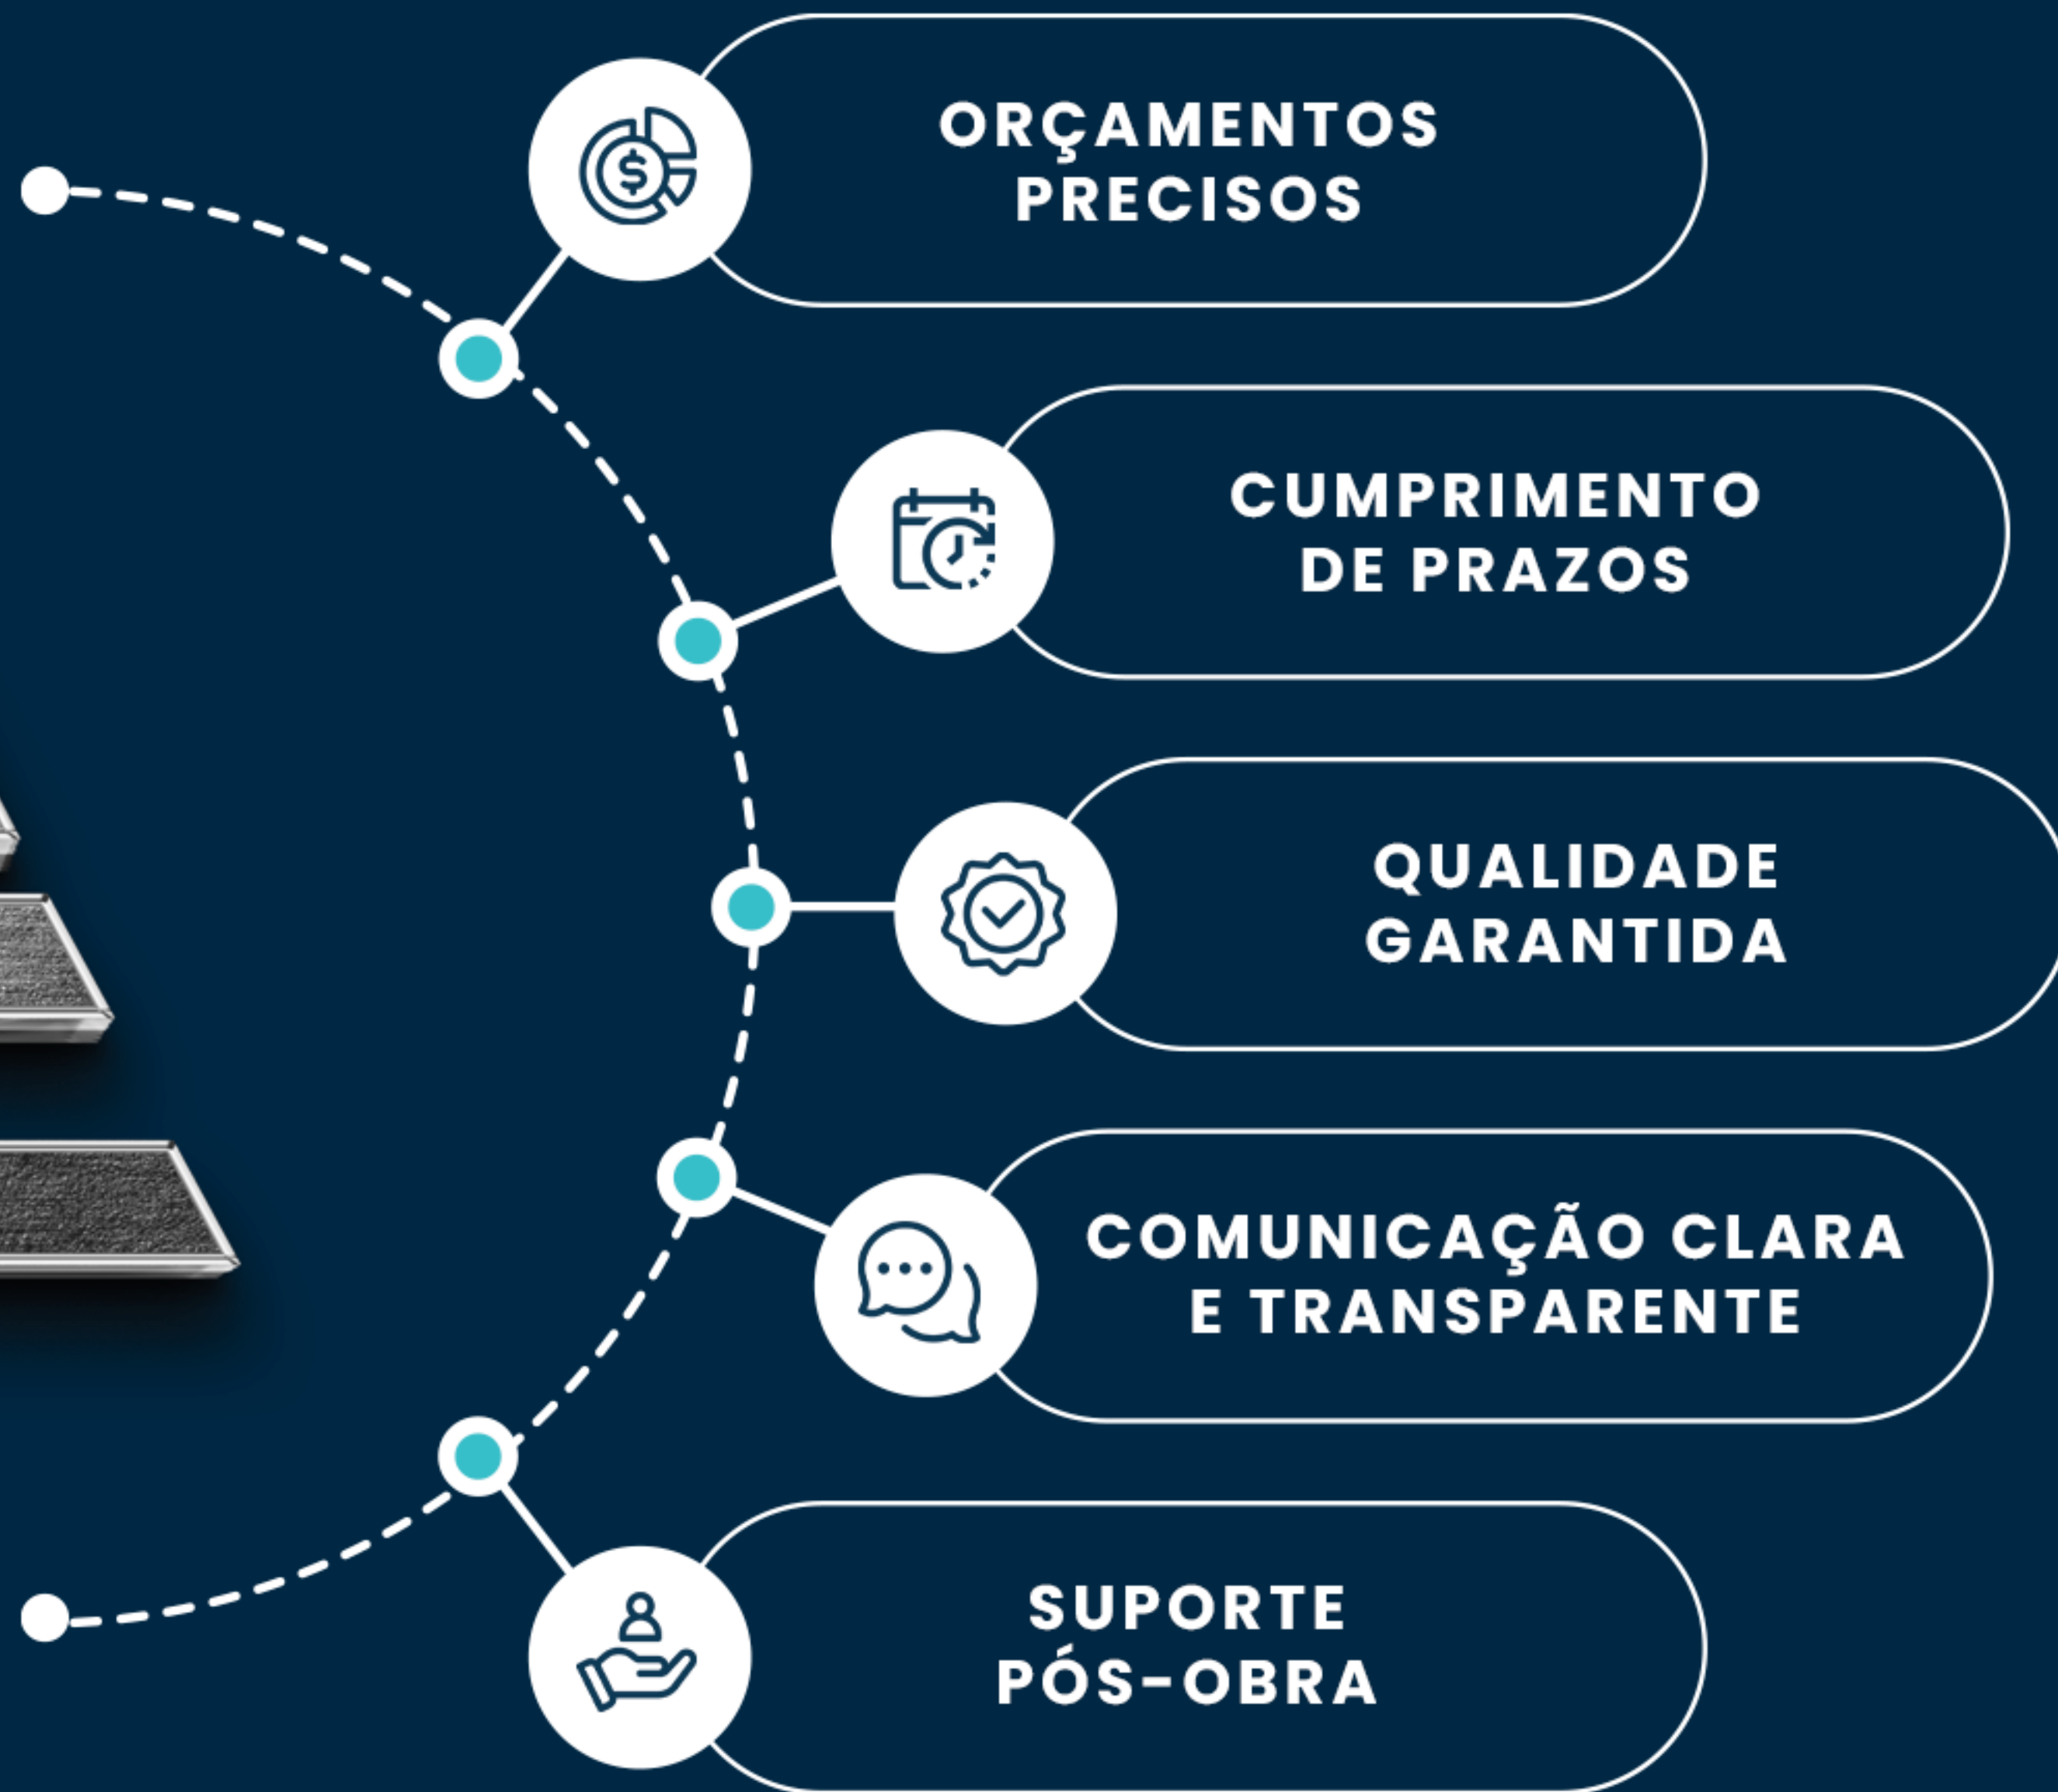 ORÇAMENTOS
PRECISOS
CUMPRIMENTO
DE PRAZOS
QUALIDADE
GARANTIDA
COMUNICAÇÃO CLARA
E TRANSPARENTE
SUPORTE
PÓS-OBRA